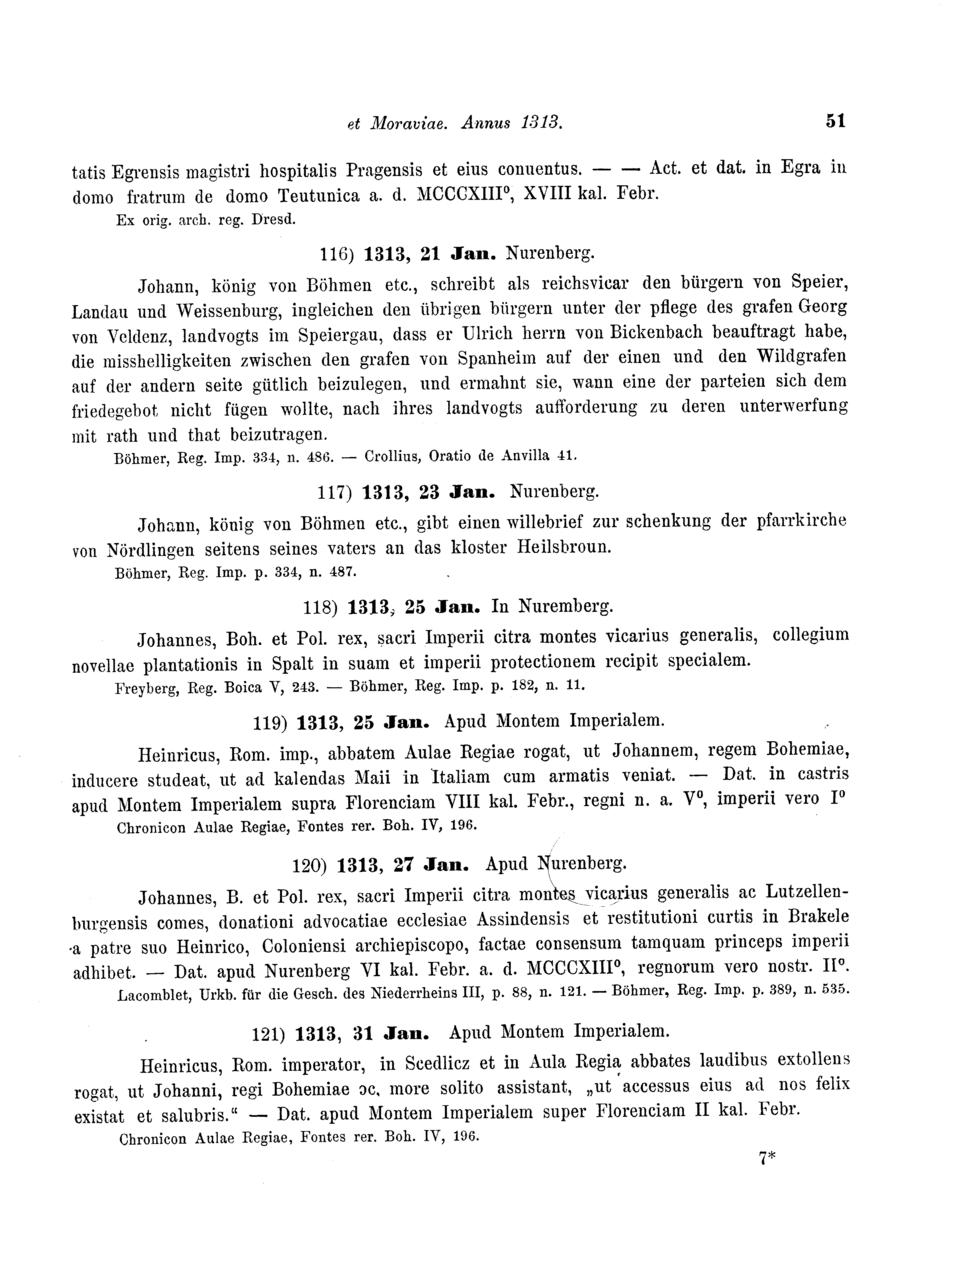 et Moraviae. Annus 1313. 51
tatis Egrensis magistri hospitalis Pragensis et eius conuentus. — — Act. et dat. in Egra in
domo fratrum de domo Teutunica a. d. MCCCXIII⁰, XVIII kal. Febr.
Ex orig. arch. reg. Dresd.
116) 1313, 21 Jan. Nurenberg.
Johann, könig von Böhmen etc., schreibt als reichsvicar den bürgern von Speier,
Landau und Weissenburg, ingleichen den übrigen bürgern unter der pflege des grafen Georg
von Veldenz, landvogts im Speiergau, dass er Ulrich herrn von Bickenbach beauftragt habe,
die misshelligkeiten zwischen den grafen von Spanheim auf der einen und den Wildgrafen
auf der andern seite gütlich beizulegen, und ermahnt sie, wann eine der parteien sich dem
friedegebot nicht fügen wollte, nach ihres landvogts aufforderung zu deren unterwerfung
mit rath und that beizutragen.
Böhmer, Reg. Imp. 334, n. 486. — Crollius, Oratio de Anvilla 41.
117) 1313, 23 Jan. Nurenberg.
Johann, könig von Böhmen etc., gibt einen willebrief zur schenkung der pfarrkirche
von Nördlingen seitens seines vaters an das kloster Heilsbroun.
Böhmer, Reg. Imp. p. 334, n. 487.
118) 1313, 25 Jan. In Nuremberg.
Johannes, Boh. et Pol. rex, sacri Imperii citra montes vicarius generalis, collegium
novellae plantationis in Spalt in suam et imperii protectionem recipit specialem.
Freyberg, Reg. Boica V, 243. — Böhmer, Reg. Imp. p. 182, n. 11.
119) 1313, 25 Jan. Apud Montem Imperialem.
Heinricus, Rom. imp., abbatem Aulae Regiae rogat, ut Johannem, regem Bohemiae,
inducere studeat, ut ad kalendas Maii in Italiam cum armatis veniat. — Dat. in castris
apud Montem Imperialem supra Florenciam VIII kal. Febr., regni n. a. V⁰, imperii vero I⁰
Chronicon Aulae Regiae, Fontes rer. Boh. IV, 196.
120) 1313, 27 Jan. Apud Nurenberg.
Johannes, B. et Pol. rex, sacri Imperii citra montes vicarius generalis ac Lutzellen-
burgensis comes, donationi advocatiae ecclesiae Assindensis et restitutioni curtis in Brakele
a patre suo Heinrico, Coloniensi archiepiscopo, factae consensum tamquam princeps imperii
adhibet. — Dat. apud Nurenberg VI kal. Febr. a. d. MCCCXIII⁰, regnorum vero nostr. II⁰.
Lacomblet, Urkb. für die Gesch. des Niederrheins III, p. 88, n. 121. — Böhmer, Reg. Imp. p. 389, n. 535.
121) 1313, 31 Jan. Apud Montem Imperialem.
Heinricus, Rom. imperator, in Scedlicz et in Aula Regia abbates laudibus extollens
rogat, ut Johanni, regi Bohemiae ɔc, more solito assistant, „ut accessus eius ad nos felix
existat et salubris.“ — Dat. apud Montem Imperialem super Florenciam II kal. Febr.
Chronicon Aulae Regiae, Fontes rer. Boh. IV, 196.
7*